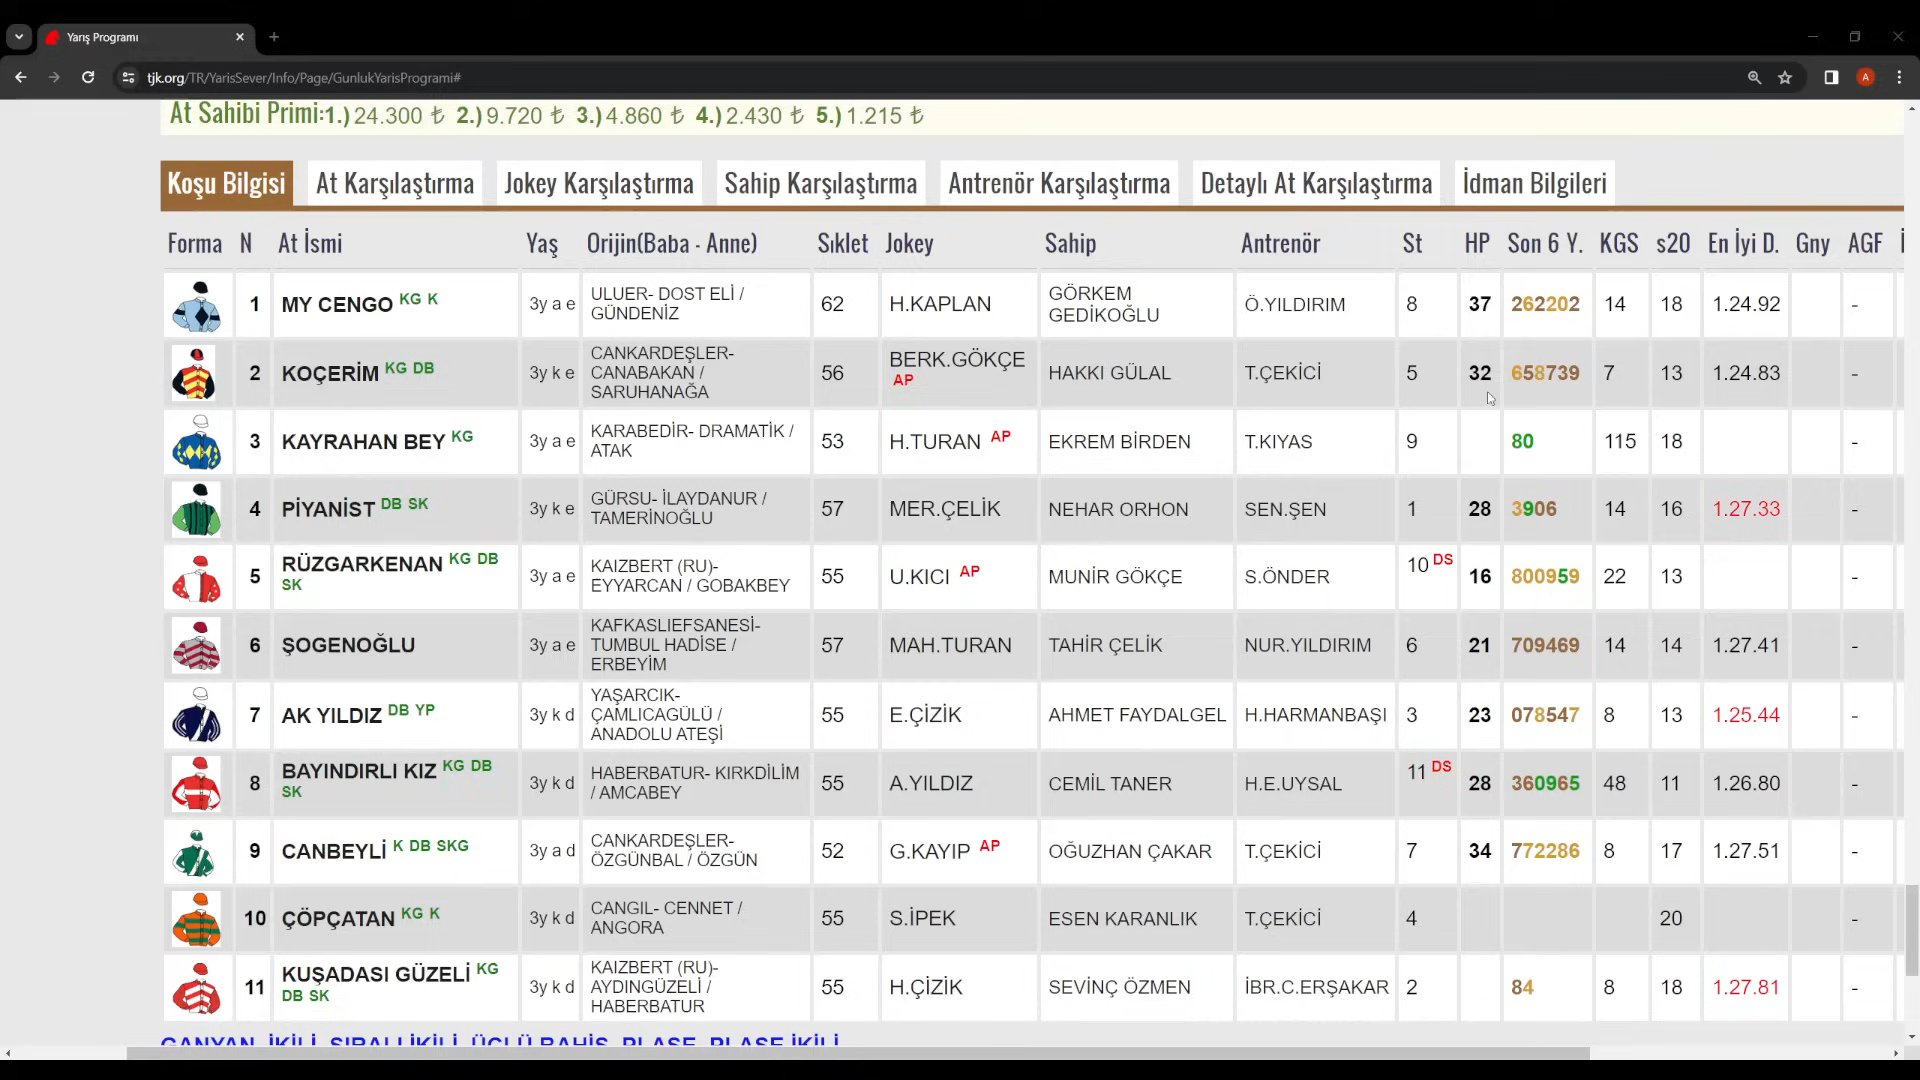 Yarış Programı
tjk.org/TR/YarisSever/Info/Page/GunlukYarisProgrami#
A
At Sahibi Primi:1.) 24.300 ₺ 2.) 9.720 ₺ 3.) 4.860 ₺ 4.) 2.430 ₺ 5.) 1.215 ₺
Koşu Bilgisi At Karşılaştırma Jokey Karşılaştırma Sahip Karşılaştırma Antrenör Karşılaştırma Detaylı At Karşılaştırma İdman Bilgileri
Forma N At İsmi Yaş Orijin(Baba - Anne) Sıklet Jokey Sahip Antrenör St HP Son 6 Y. KGS s20 En İyi D. Gny AGF İ
1 MY CENGO KG K 3y a e ULUER- DOST ELİ / GÜNDENİZ 62 H.KAPLAN GÖRKEM GEDİKOĞLU Ö.YILDIRIM 8 37 262202 14 18 1.24.92 -
2 KOÇERİM KG DB 3y k e CANKARDEŞLER- CANABAKAN / SARUHANAĞA 56 BERK.GÖKÇE AP HAKKI GÜLAL T.ÇEKİCİ 5 32 658739 7 13 1.24.83 -
3 KAYRAHAN BEY KG 3y a e KARABEDİR- DRAMATİK / ATAK 53 H.TURAN AP EKREM BİRDEN T.KIYAS 9 80 115 18 -
4 PİYANİST DB SK 3y k e GÜRSU- İLAYDANUR / TAMERİNOĞLU 57 MER.ÇELİK NEHAR ORHON SEN.ŞEN 1 28 3906 14 16 1.27.33 -
5 RÜZGARKENAN KG DB SK 3y a e KAIZBERT (RU)- EYYARCAN / GOBAKBEY 55 U.KICI AP MUNİR GÖKÇE S.ÖNDER 10 DS 16 800959 22 13 -
6 ŞOGENOĞLU 3y a e KAFKASLIEFSANESİ- TUMBUL HADİSE / ERBEYİM 57 MAH.TURAN TAHİR ÇELİK NUR.YILDIRIM 6 21 709469 14 14 1.27.41 -
7 AK YILDIZ DB YP 3y k d YAŞARCIK- ÇAMLICAGÜLÜ / ANADOLU ATEŞİ 55 E.ÇİZİK AHMET FAYDALGEL H.HARMANBAŞI 3 23 078547 8 13 1.25.44 -
8 BAYINDIRLI KIZ KG DB SK 3y k d HABERBATUR- KIRKDİLİM / AMCABEY 55 A.YILDIZ CEMİL TANER H.E.UYSAL 11 DS 28 360965 48 11 1.26.80 -
9 CANBEYLİ K DB SKG 3y a d CANKARDEŞLER- ÖZGÜNBAL / ÖZGÜN 52 G.KAYIP AP OĞUZHAN ÇAKAR T.ÇEKİCİ 7 34 772286 8 17 1.27.51 -
10 ÇÖPÇATAN KG K 3y k d CANGIL- CENNET / ANGORA 55 S.İPEK ESEN KARANLIK T.ÇEKİCİ 4 20 -
11 KUŞADASI GÜZELİ KG DB SK 3y k d KAIZBERT (RU)- AYDINGÜZELİ / HABERBATUR 55 H.ÇİZİK SEVİNÇ ÖZMEN İBR.C.ERŞAKAR 2 84 8 18 1.27.81 -
GANYAN, İKİLİ, SIRALI İKİLİ, ÜÇLÜ BAHİS, PLASE, PLASE İKİLİ